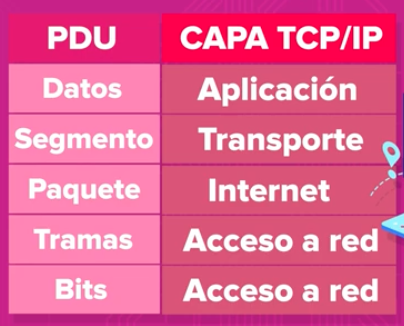 PDU CAPA TCP/IP
Datos Aplicación
Segmento Transporte
Paquete Internet
Tramas Acceso a red
Bits Acceso a red